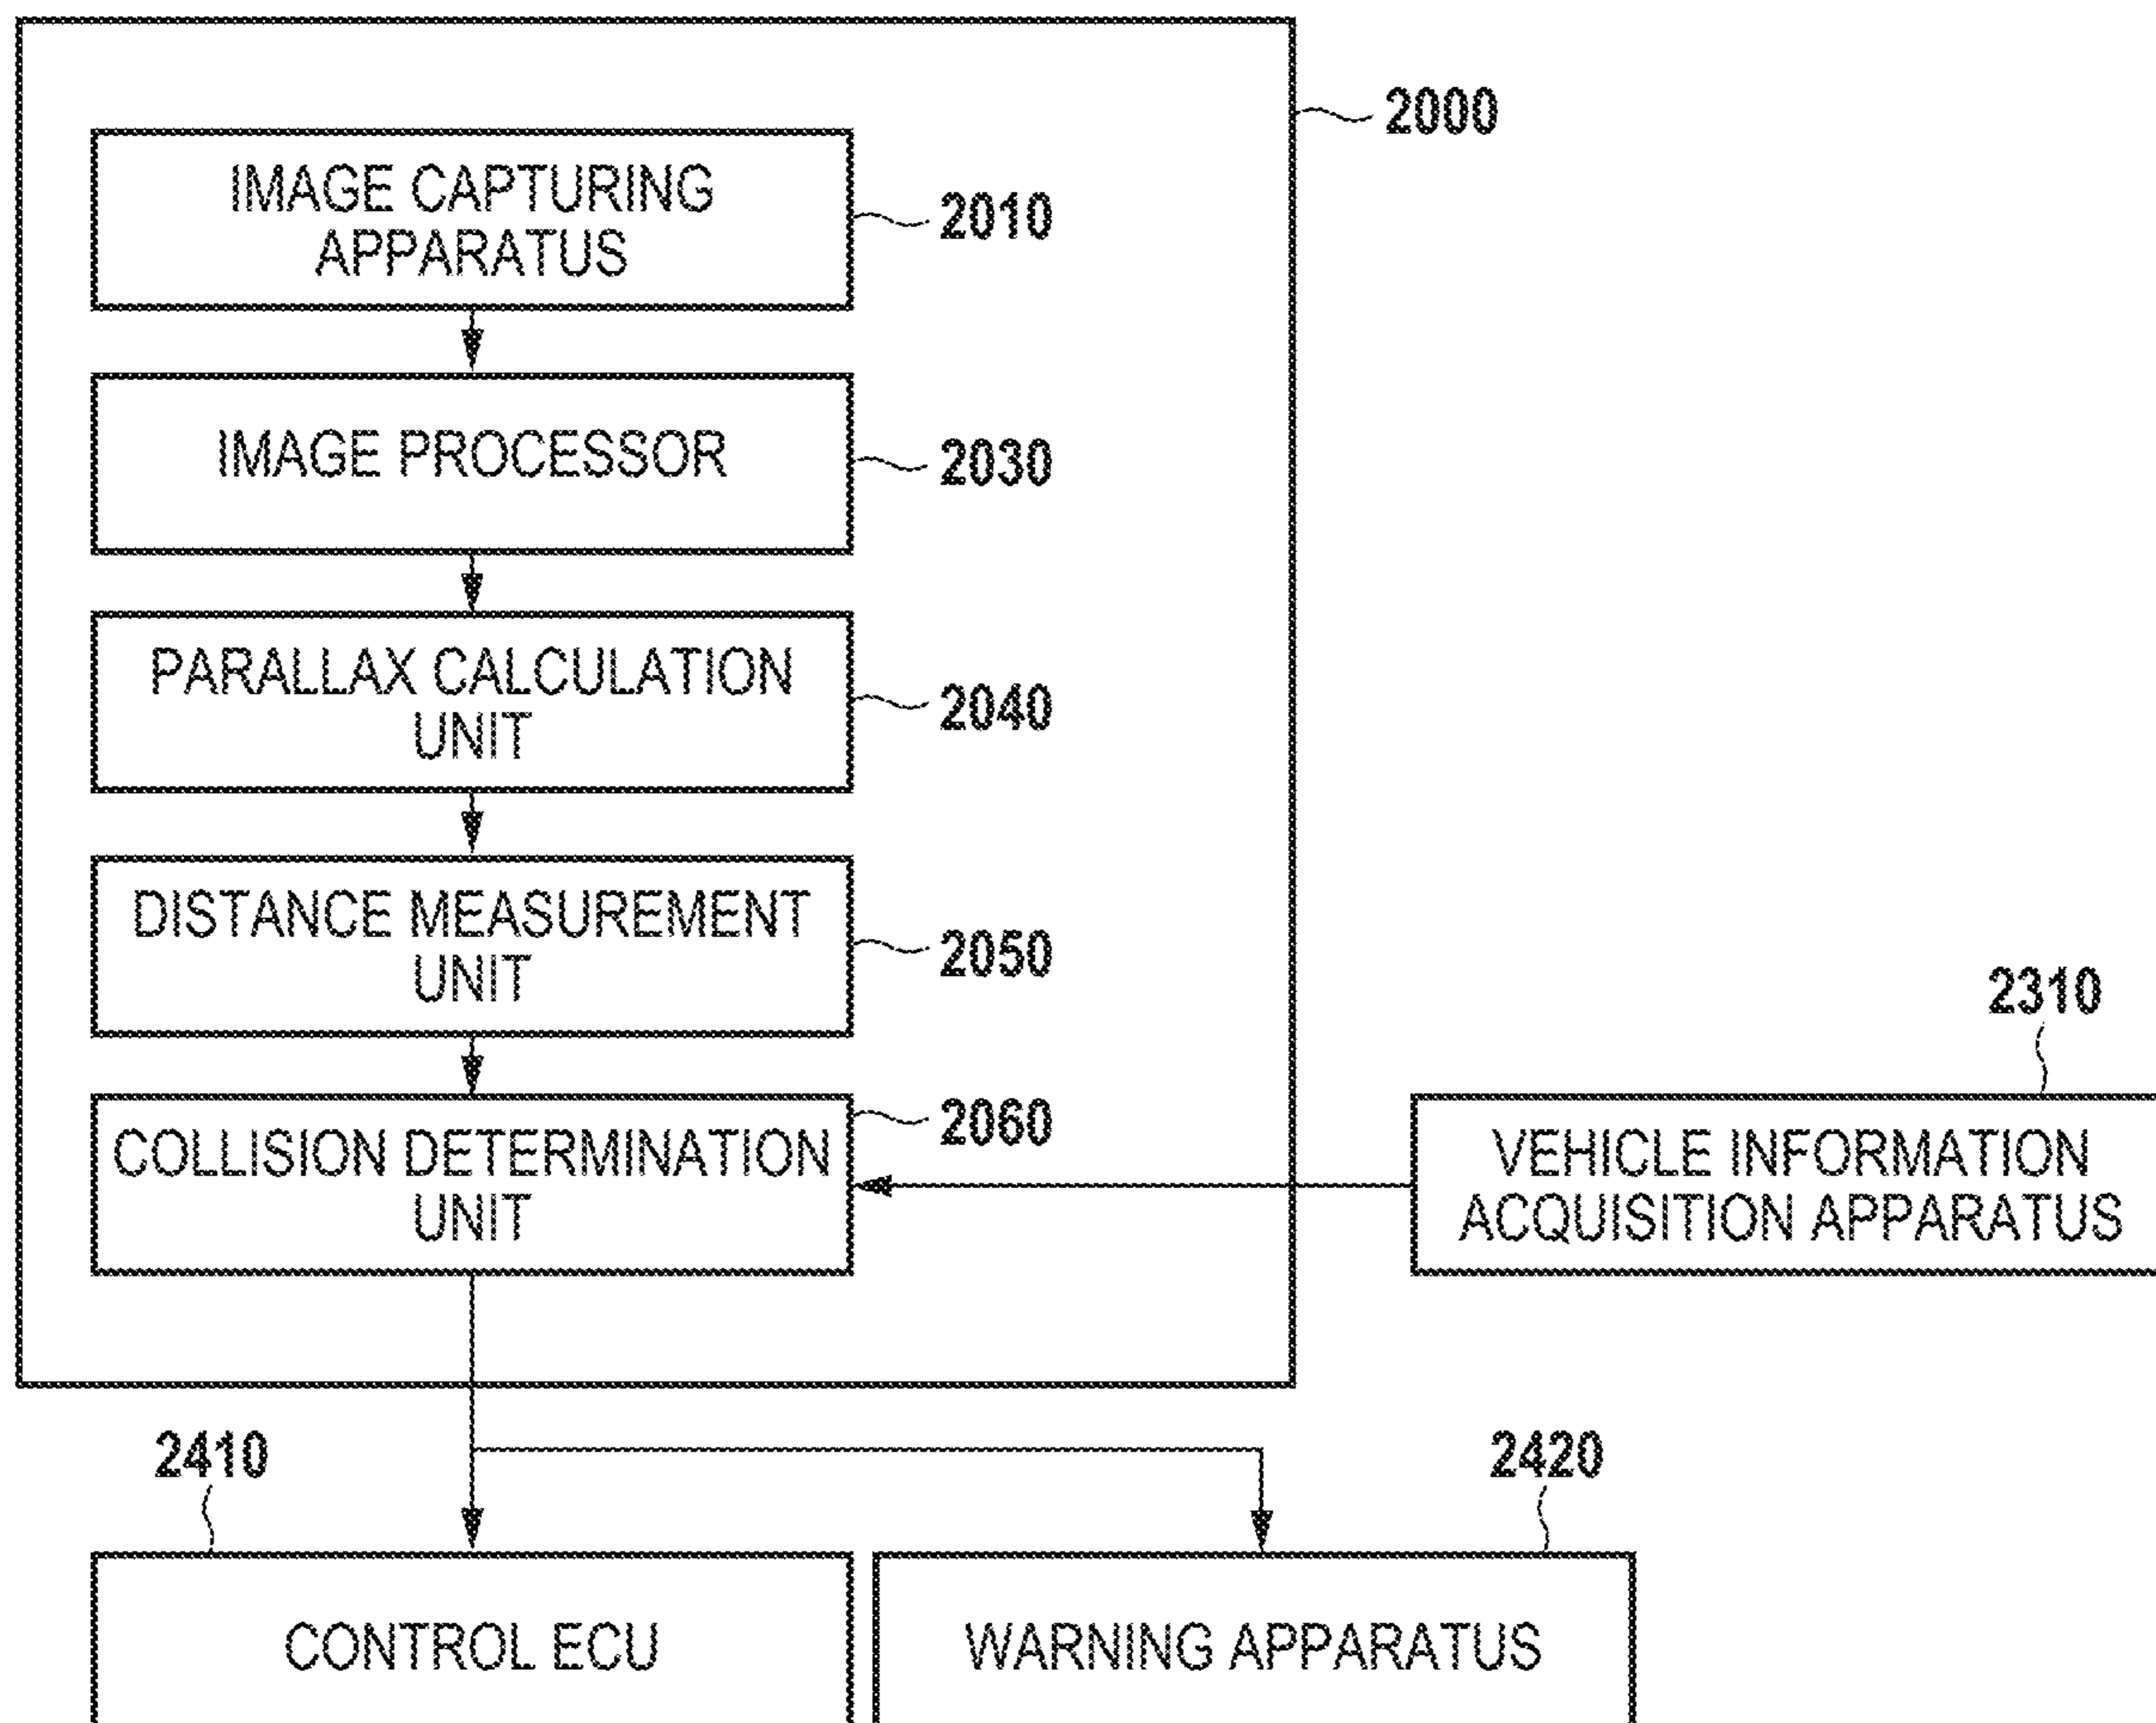 2000
IMAGE CAPTURING
APPARATUS
2010
IMAGE PROCESSOR
2030
PARALLAX CALCULATION
UNIT
2040
DISTANCE MEASUREMENT
UNIT
2050
2310
COLLISION DETERMINATION
UNIT
2060
VEHICLE INFORMATION
ACQUISITION APPARATUS
2410
2420
CONTROL ECU
WARNING APPARATUS